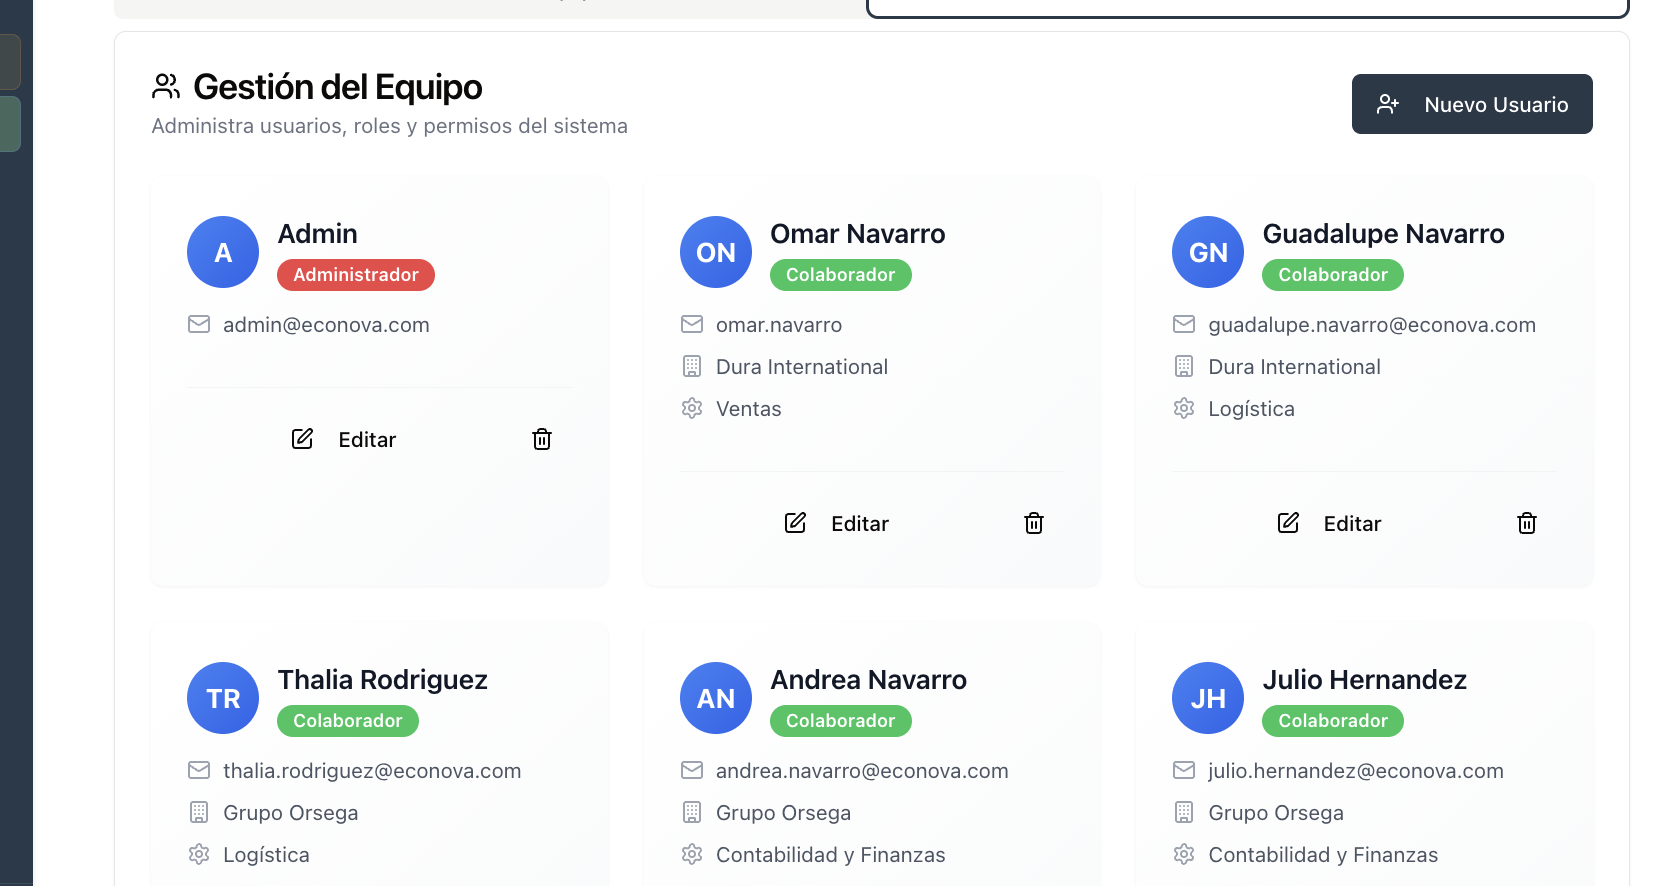 Gestión del Equipo
Administra usuarios, roles y permisos del sistema
Nuevo Usuario
A
Admin
Administrador
admin@econova.com
Editar
ON
Omar Navarro
Colaborador
omar.navarro
Dura International
Ventas
Editar
GN
Guadalupe Navarro
Colaborador
guadalupe.navarro@econova.com
Dura International
Logística
Editar
TR
Thalia Rodriguez
Colaborador
thalia.rodriguez@econova.com
Grupo Orsega
Logística
AN
Andrea Navarro
Colaborador
andrea.navarro@econova.com
Grupo Orsega
Contabilidad y Finanzas
JH
Julio Hernandez
Colaborador
julio.hernandez@econova.com
Grupo Orsega
Contabilidad y Finanzas